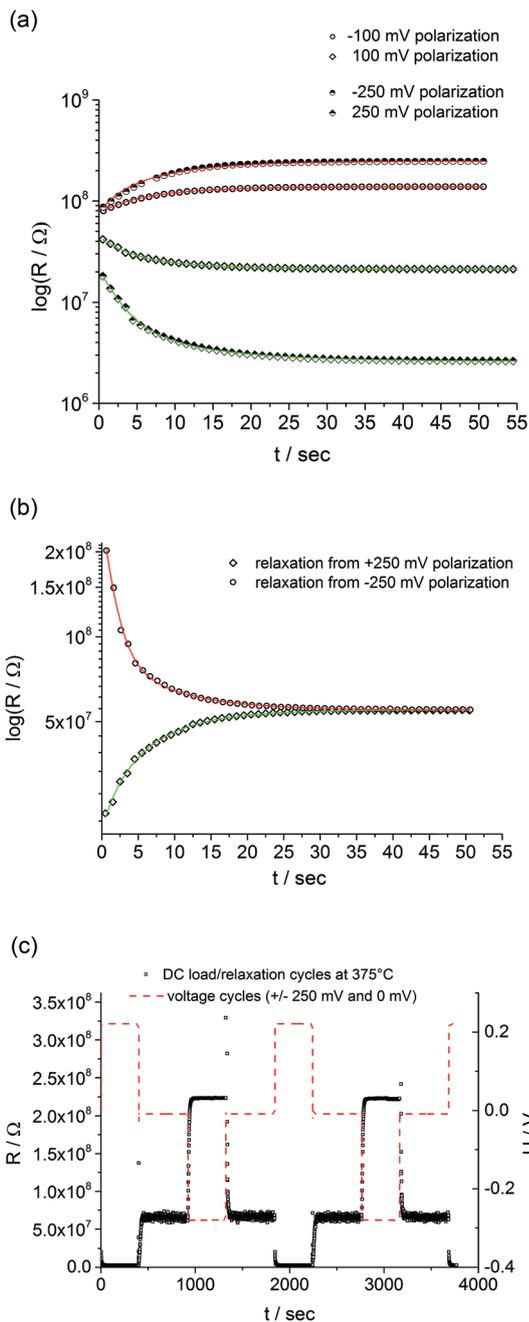 (a)
-100 mV polarization
100 mV polarization
-250 mV polarization
250 mV polarization
10⁹
10⁸
10⁷
10⁶
log(R / Ω)
0 5 10 15 20 25 30 35 40 45 50 55
t / sec
(b)
relaxation from +250 mV polarization
relaxation from -250 mV polarization
2x10⁸
1.5x10⁸
10⁸
5x10⁷
log(R / Ω)
0 5 10 15 20 25 30 35 40 45 50 55
t / sec
(c)
DC load/relaxation cycles at 375°C
voltage cycles (+/- 250 mV and 0 mV)
3.5x10⁸
3.0x10⁸
2.5x10⁸
2.0x10⁸
1.5x10⁸
1.0x10⁸
5.0x10⁷
0.0
R / Ω
0.2
0.0
-0.2
-0.4
0 1000 2000 3000 4000
t / sec